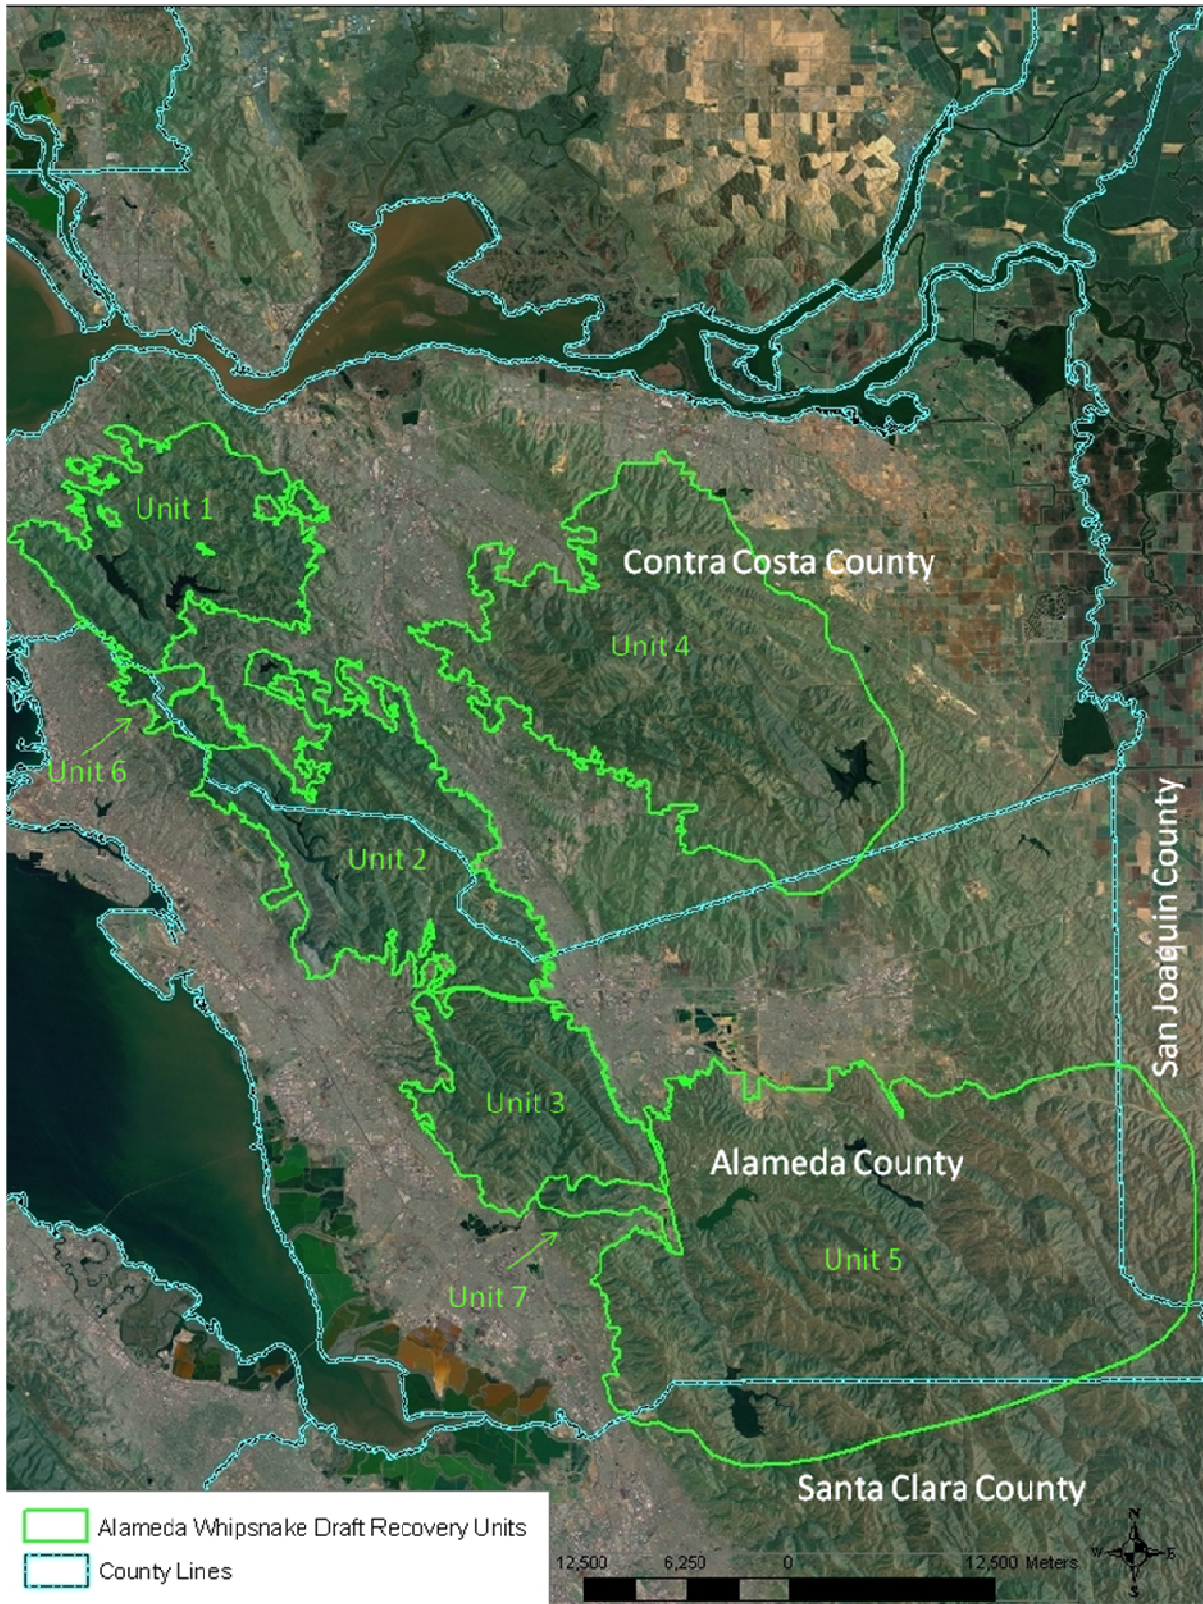 Unit 1
Contra Costa County
Unit 4
Unit 6
Unit 2
San Joaquin County
Unit 3
Alameda County
Unit 5
Unit 7
Santa Clara County
Alameda Whipsnake Draft Recovery Units
County Lines
12,500 6,250 0 12,500 Meters
N
W E
S